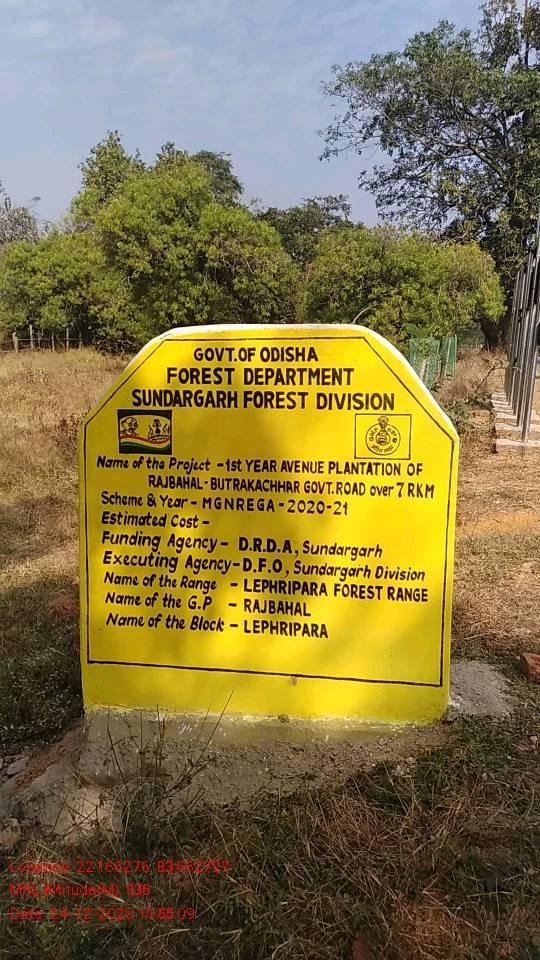 GOVT. OF ODISHA
FOREST DEPARTMENT
SUNDARGARH FOREST DIVISION
Name of the Project - 1st YEAR AVENUE PLANTATION OF
RAJBAHAL - BUTRAKACHHAR GOVT. ROAD over 7 RKM
Scheme & Year - MGNREGA - 2020-21
Estimated Cost -
Funding Agency - D.R.D.A, Sundargarh
Executing Agency - D.F.O, Sundargarh Division
Name of the Range - LEPHRIPARA FOREST RANGE
Name of the G.P - RAJBAHAL
Name of the Block - LEPHRIPARA
Location: 22.166276, 83.662727
MSL Altitude(M): 336
Date: 24-12-2020 10:55:09